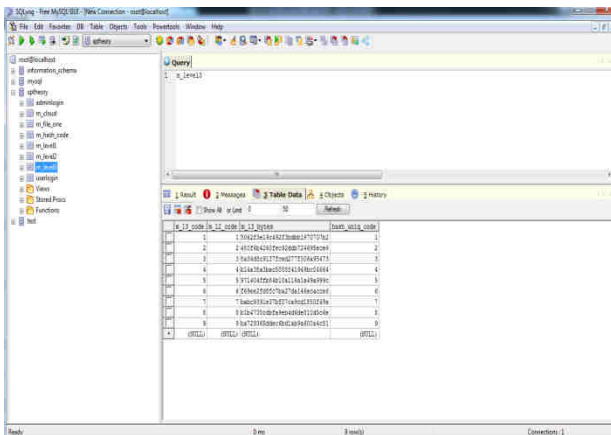 SQLyog - Free MySQL GUI - [New Connection - root@localhost]
File Edit Favorites DB Table Objects Tools Powertools Window Help
sptheory
root@localhost
information_schema
mysql
sptheory
adminlogin
m_cloud
m_file_one
m_hash_code
m_level1
m_level2
m_level3
userlogin
Views
Stored Procs
Functions
test
Query
1 m_level3
1 Result 2 Messages 3 Table Data 4 Objects 5 History
Show All or Limit 0 50 Refresh
m_l3_code m_l2_code m_l3_bytes hash_uniq_code
1 1 1
2 2 2
3 3 3
4 4 4
5 5 5
6 6 6
7 7 7
8 8 8
9 9 9
(NULL) (NULL) (NULL) (NULL)
Ready 0 ms 9 row(s) Connections : 1